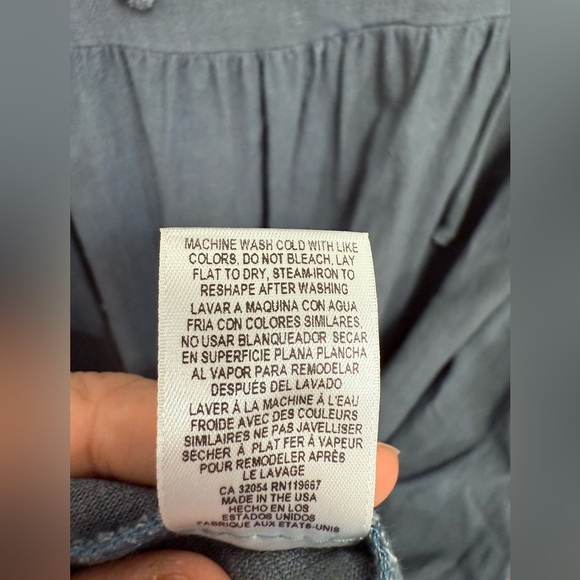 MACHINE WASH COLD WITH LIKE
COLORS, DO NOT BLEACH, LAY
FLAT TO DRY, STEAM-IRON TO
RESHAPE AFTER WASHING
LAVAR A MAQUINA CON AGUA
FRIA CON COLORES SIMILARES,
NO USAR BLANQUEADOR SECAR
EN SUPERFICIE PLANA PLANCHA
AL VAPOR PARA REMODELAR
DESPUÉS DEL LAVADO
LAVER À LA MACHINE À L'EAU
FROIDE AVEC DES COULEURS
SIMILAIRES NE PAS JAVELLISER
SÉCHER À PLAT FER À VAPEUR
POUR REMODELER APRÈS
LE LAVAGE
CA 32054 RN119667
MADE IN THE USA
HECHO EN LOS
ESTADOS UNIDOS
FABRIQUE AUX ETATS-UNIS